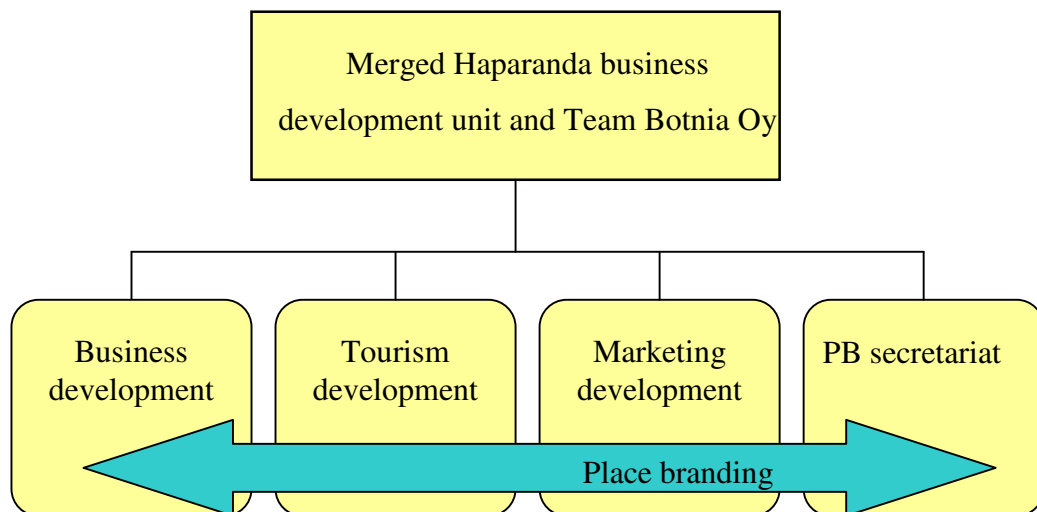 Merged Haparanda business
development unit and Team Botnia Oy
Business
development
Tourism
development
Marketing
development
PB secretariat
Place branding